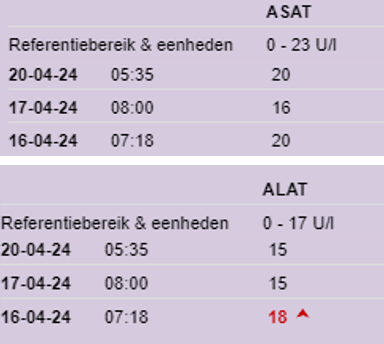 ASAT
Referentiebereik & eenheden 0 - 23 U/l
20-04-24 05:35 20
17-04-24 08:00 16
16-04-24 07:18 20
ALAT
Referentiebereik & eenheden 0 - 17 U/l
20-04-24 05:35 15
17-04-24 08:00 15
16-04-24 07:18 18